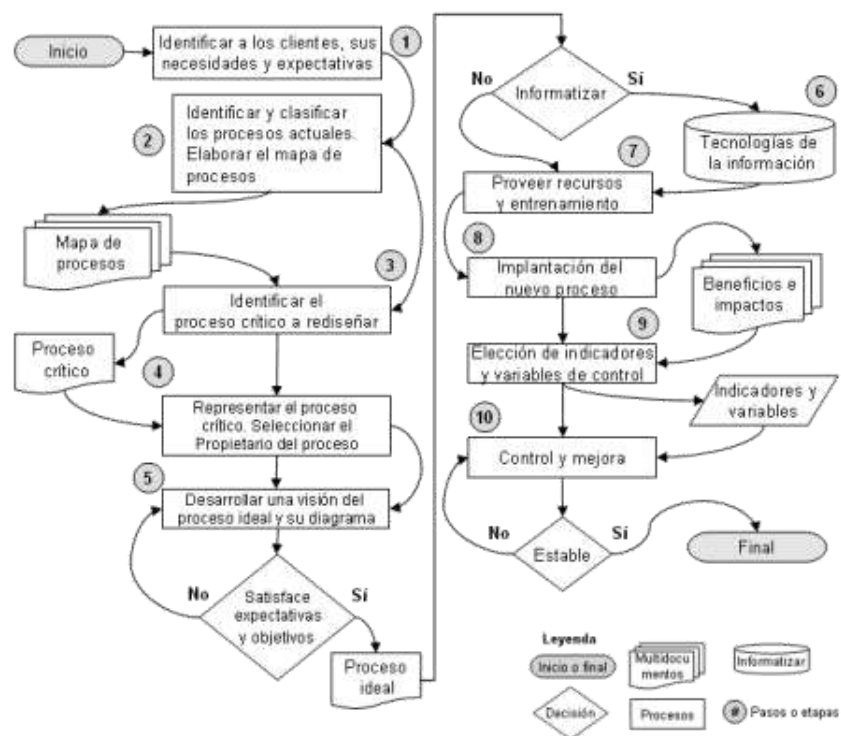 Inicio
Identificar a los clientes, sus
necesidades y expectativas
1
2
Identificar y clasificar
los procesos actuales.
Elaborar el mapa de
procesos
Mapa de
procesos
3
Identificar el
proceso crítico a rediseñar
Proceso
crítico
4
Representar el proceso
crítico. Seleccionar el
Propietario del proceso
5
Desarrollar una visión del
proceso ideal y su diagrama
No
Satisface
expectativas
y objetivos
Sí
Proceso
ideal
No
Informatizar
Sí
6
Tecnologías de
la información
7
Proveer recursos
y entrenamiento
8
Implantación del
nuevo proceso
Beneficios e
impactos
9
Elección de indicadores
y variables de control
Indicadores y
variables
10
Control y mejora
No
Estable
Sí
Final
Leyenda
Inicio o final
Multidocu
mentos
Informatizar
Decisión
Procesos
# Pasos o etapas